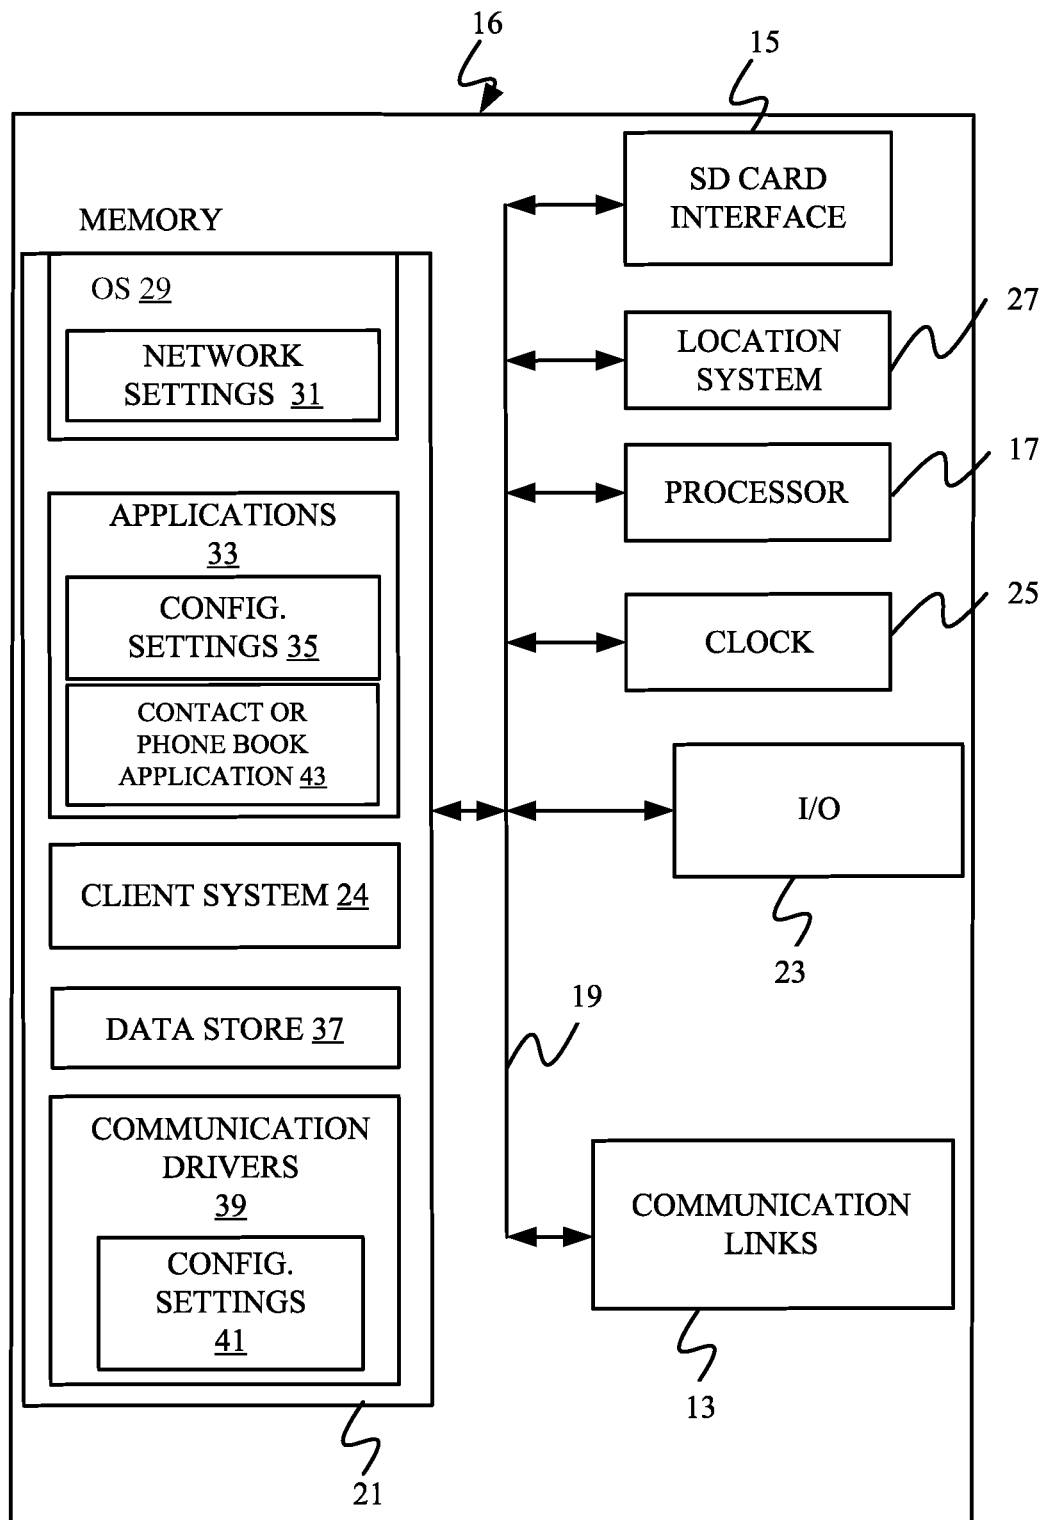 16
15
SD CARD
INTERFACE
MEMORY
OS 29
NETWORK
SETTINGS 31
27
LOCATION
SYSTEM
17
PROCESSOR
APPLICATIONS
33
CONFIG.
SETTINGS 35
25
CLOCK
CONTACT OR
PHONE BOOK
APPLICATION 43
I/O
23
CLIENT SYSTEM 24
19
DATA STORE 37
COMMUNICATION
DRIVERS
39
CONFIG.
SETTINGS
41
COMMUNICATION
LINKS
13
21